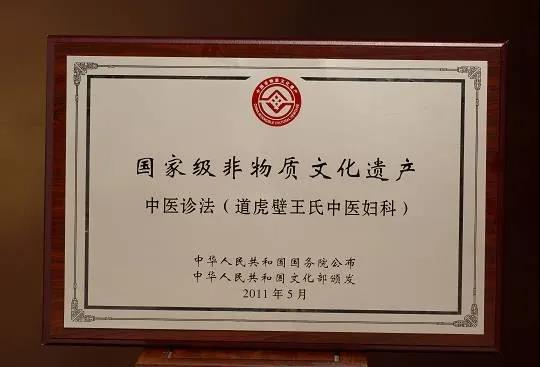 国家级非物质文化遗产
中医诊法（道虎壁王氏中医妇科）
中华人民共和国国务院公布
中华人民共和国文化部颁发
2011年5月